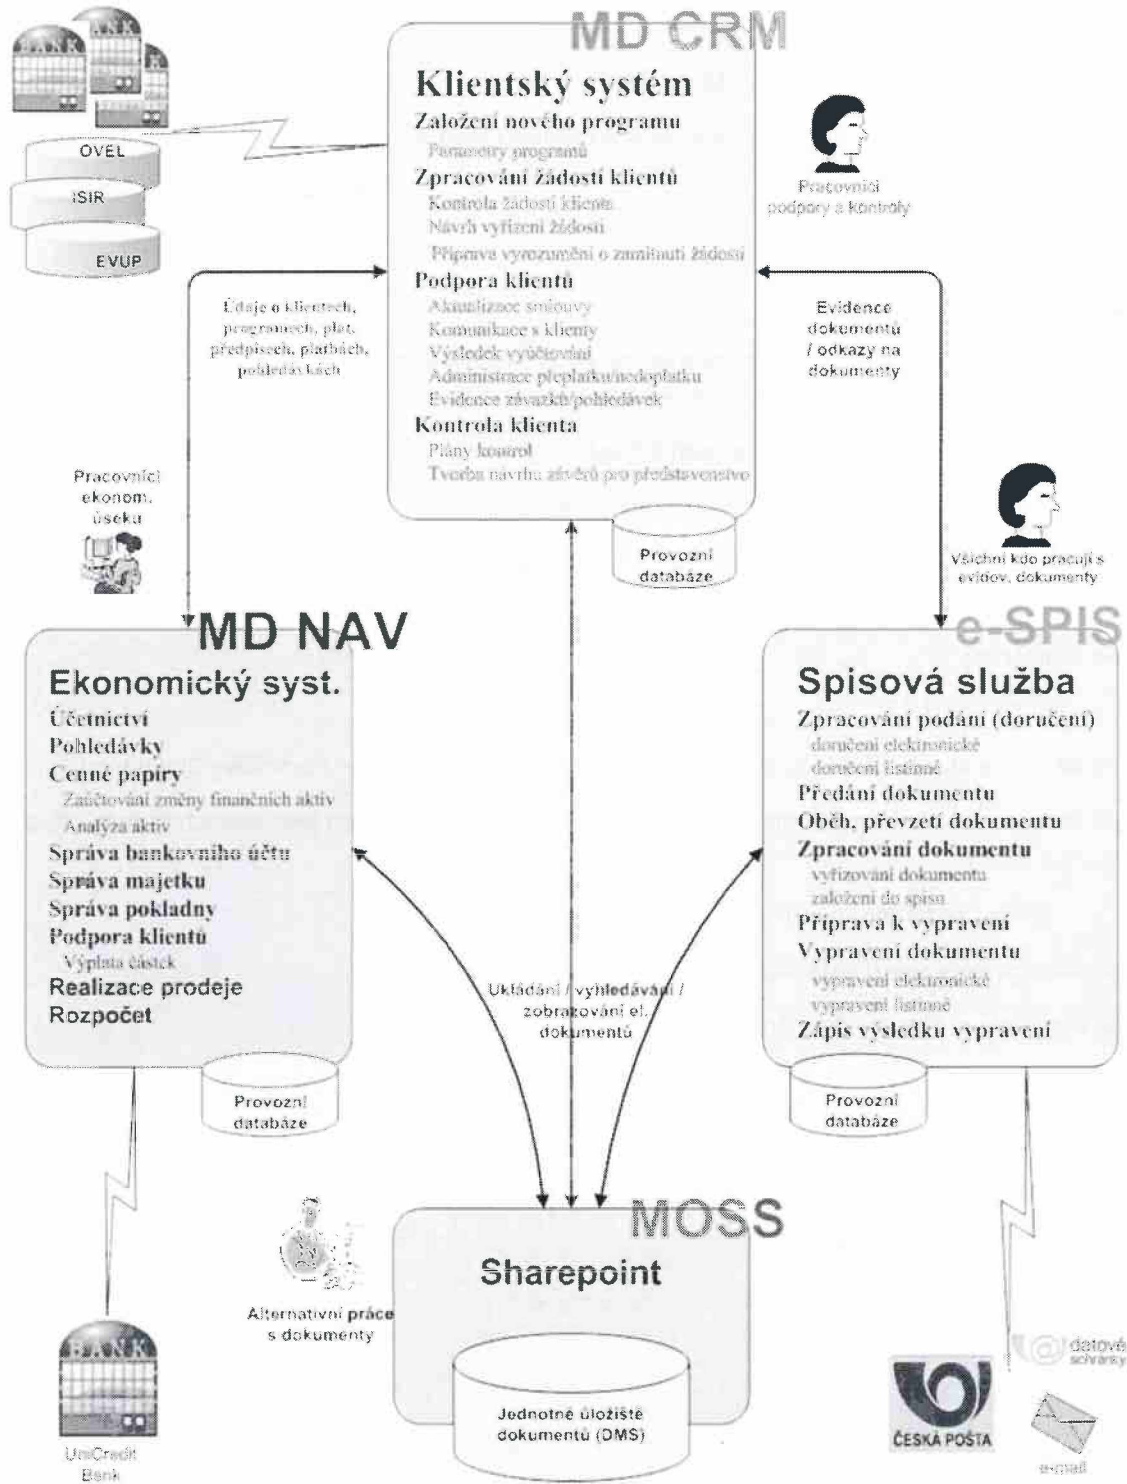 BANK
BANK
OVEL
ISIR
EVUP
MD CRM
Klientský systém
Založení nového programu
Parametry programů
Zpracování žádostí klientů
Kontrola žádosti klienta
Návrh vyřízení žádosti
Příprava vyrozumění o zamítnutí žádosti
Podpora klientů
Aktualizace smlouvy
Komunikace s klienty
Výsledek vyúčtování
Administrace přeplatku/nedoplatku
Evidence závazků/pohledávek
Kontrola klienta
Plány kontrol
Tvorba návrhu závěrů pro představenstvo
Provozní
databáze
Pracovníci
podpory a kontroly
Údaje o klientech,
programech, plat.
předpisech, platbách,
pohledávkách
Evidence
dokumentů
/ odkazy na
dokumenty
Pracovníci
ekonom.
úseku
Všichni kdo pracují s
evidov. dokumenty
MD NAV
Ekonomický syst.
Účetnictví
Pohledávky
Cenné papíry
Zaúčtování změny finančních aktiv
Analýza aktiv
Správa bankovního účtu
Správa majetku
Správa pokladny
Podpora klientů
Výplata částek
Realizace prodeje
Rozpočet
Provozní
databáze
e-SPIS
Spisová služba
Zpracování podání (doručení)
doručení elektronické
doručení listinné
Předání dokumentu
Oběh, převzetí dokumentu
Zpracování dokumentu
vyřizování dokumentu
založení do spisu
Příprava k vypravení
Vypravení dokumentu
vypravení elektronické
vypravení listinné
Zápis výsledku vypravení
Provozní
databáze
Ukládání / vyhledávání /
zobrazování el.
dokumentů
MOSS
Sharepoint
Jednotné úložiště
dokumentů (DMS)
Alternativní práce
s dokumenty
BANK
UniCredit
Bank
ČESKÁ POŠTA
datové
schránky
e-mail